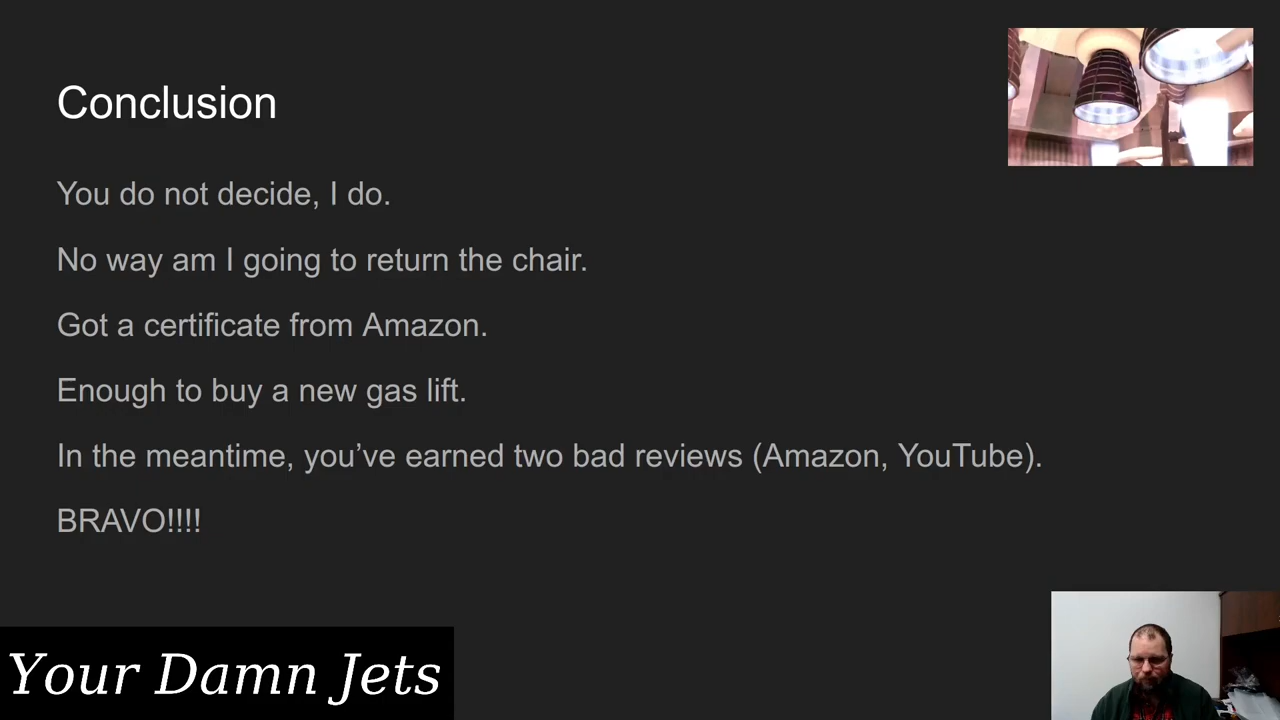 Conclusion
You do not decide, I do.
No way am I going to return the chair.
Got a certificate from Amazon.
Enough to buy a new gas lift.
In the meantime, you’ve earned two bad reviews (Amazon, YouTube).
BRAVO!!!!
Your Damn Jets